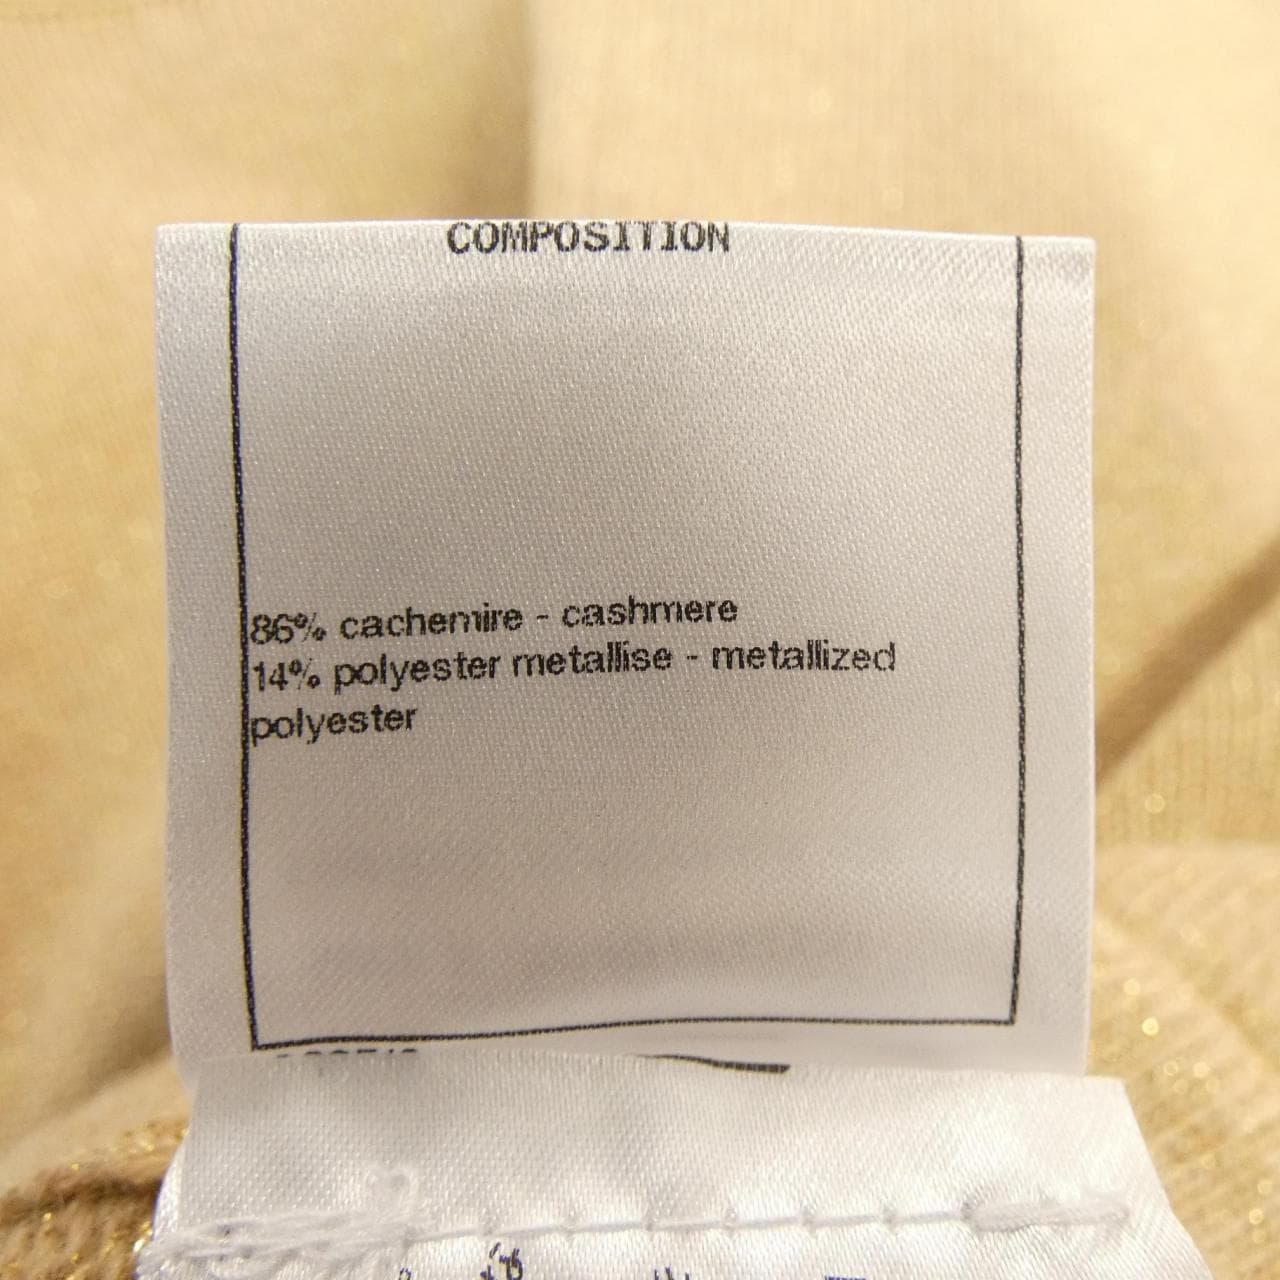 COMPOSITION
86% cachemire - cashmere
14% polyester metallise - metallized
polyester